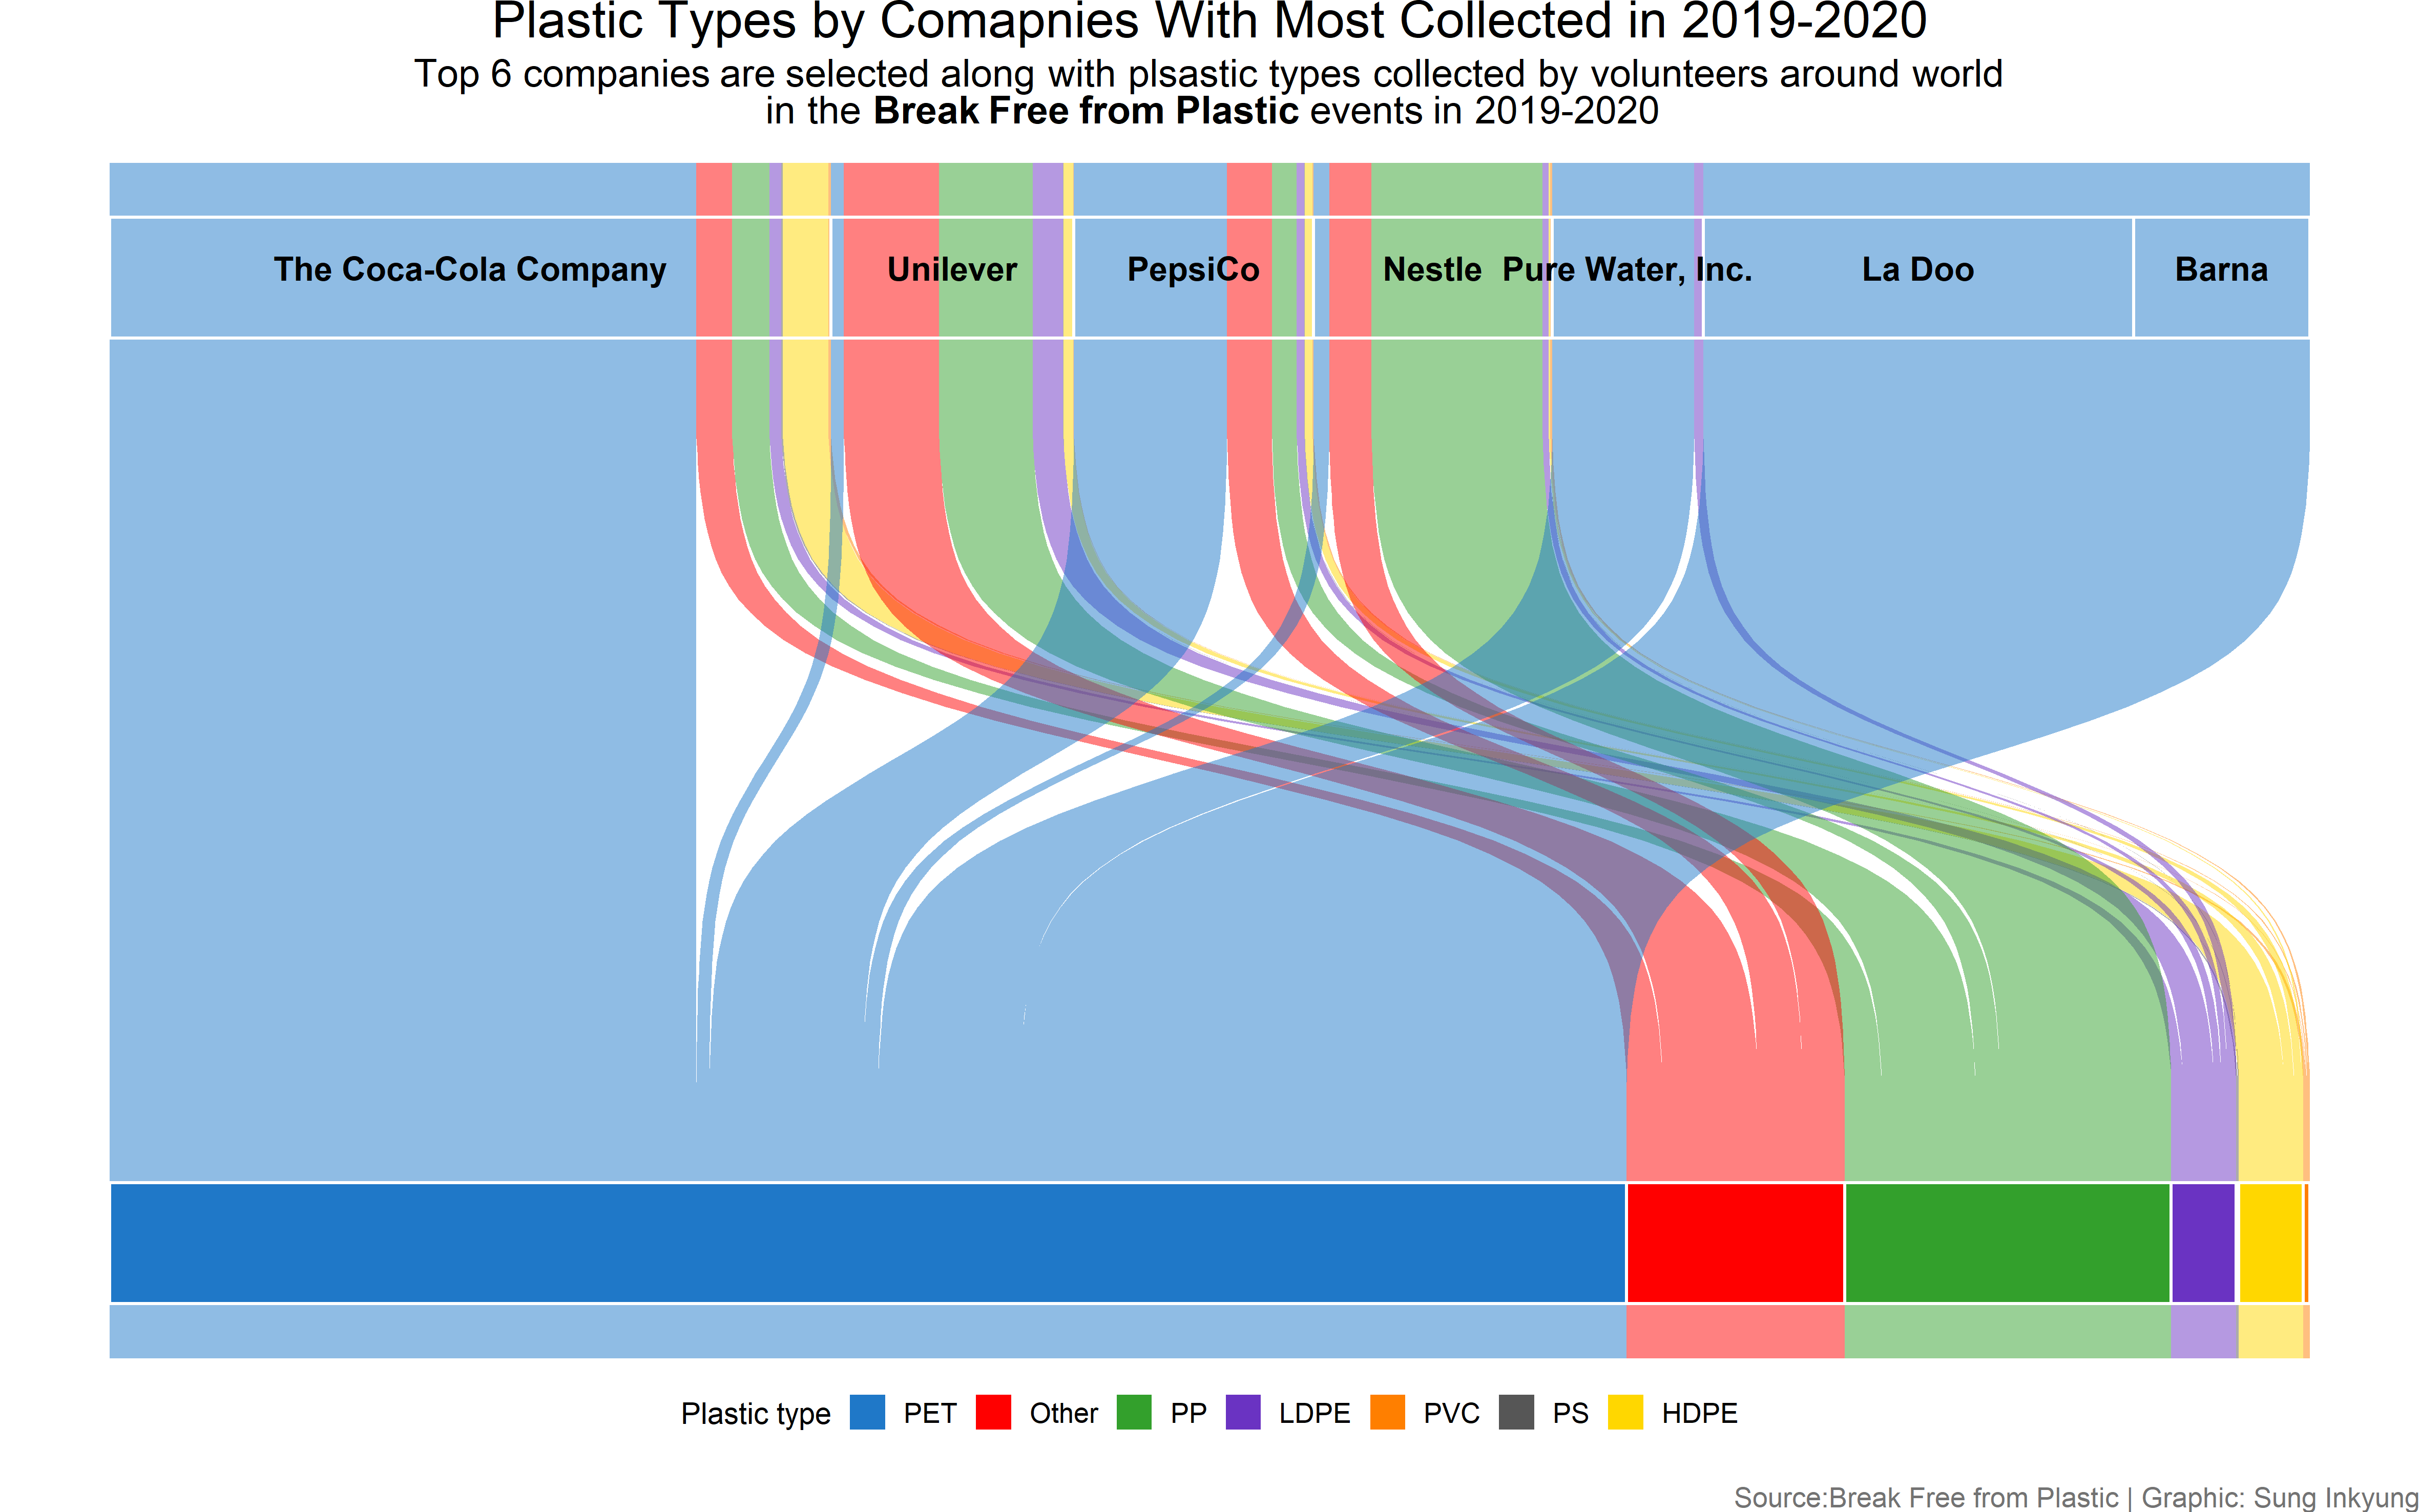 Plastic Types by Comapnies With Most Collected in 2019-2020
Top 6 companies are selected along with plsastic types collected by volunteers around world
in the Break Free from Plastic events in 2019-2020
The Coca-Cola Company Unilever PepsiCo Nestle Pure Water, Inc. La Doo Barna
Plastic type PET Other PP LDPE PVC PS HDPE
Source:Break Free from Plastic | Graphic: Sung Inkyung